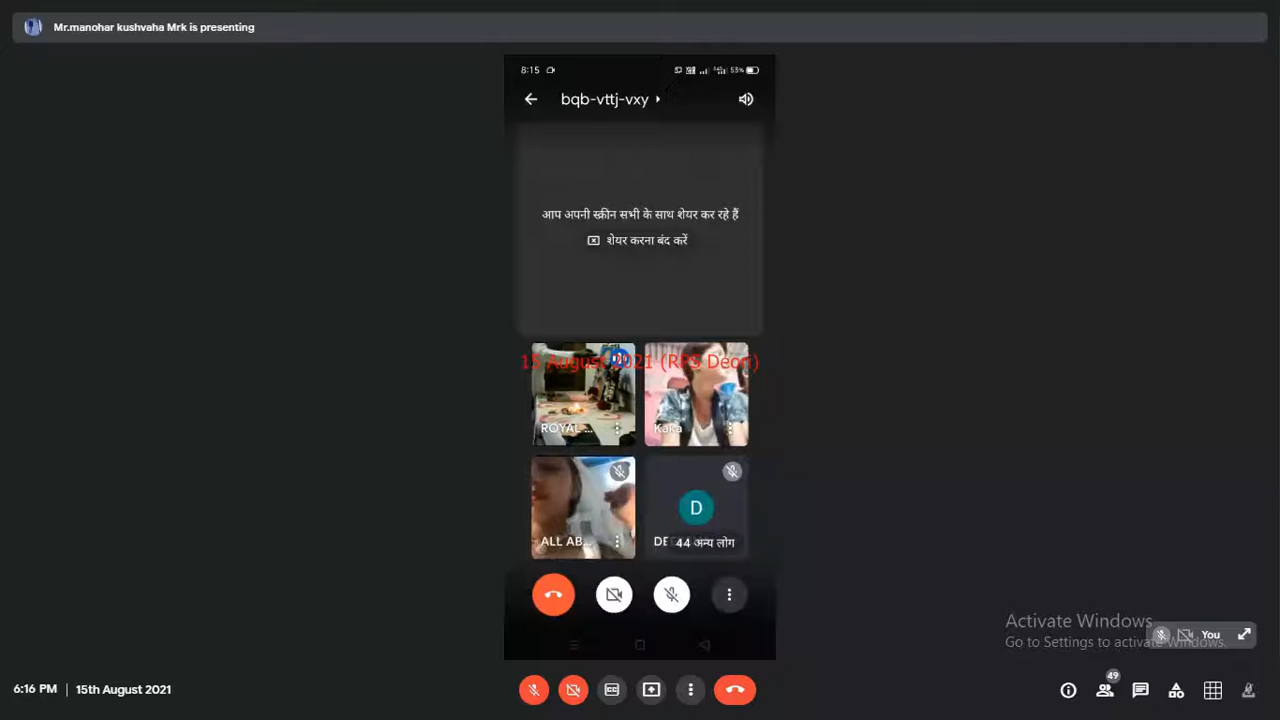 Mr.manohar kushvaha Mrk is presenting
8:15
53%
bqb-vttj-vxy
आप अपनी स्क्रीन सभी के साथ शेयर कर रहे हैं
शेयर करना बंद करें
15 August 2021 (RPS Deori)
ROYAL ...
Kaka
D
ALL AB...
DE
44 अन्य लोग
Activate Windows
Go to Settings to activate Windows.
You
6:16 PM | 15th August 2021
49